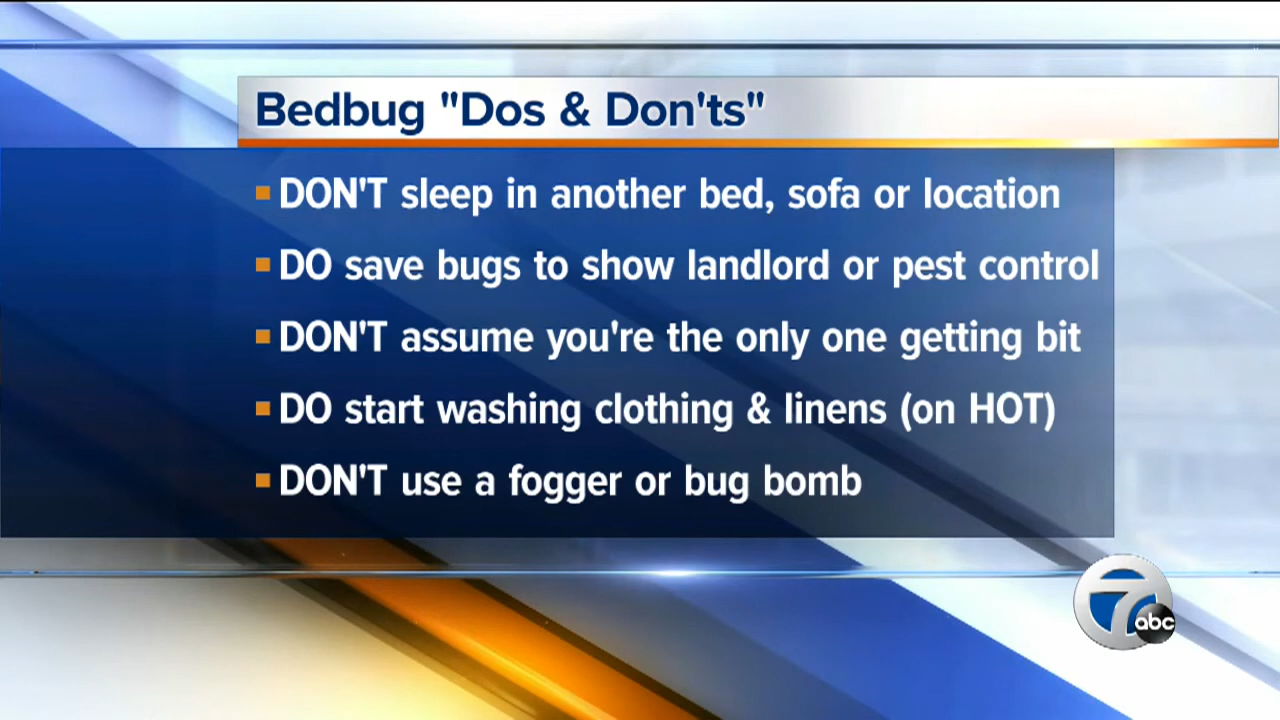 Bedbug "Dos & Don'ts"
DON'T sleep in another bed, sofa or location
DO save bugs to show landlord or pest control
DON'T assume you're the only one getting bit
DO start washing clothing & linens (on HOT)
DON'T use a fogger or bug bomb
7 abc